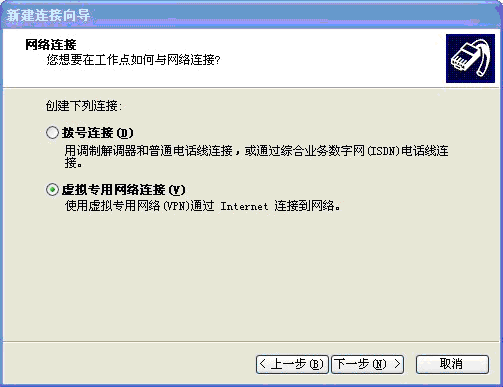 新建连接向导
网络连接
您想要在工作点如何与网络连接?
创建下列连接:
拨号连接(D)
用调制解调器和普通电话线连接，或通过综合业务数字网(ISDN)电话线连
接。
虚拟专用网络连接(V)
使用虚拟专用网络(VPN)通过 Internet 连接到网络。
< 上一步(B) 下一步(N) > 取消